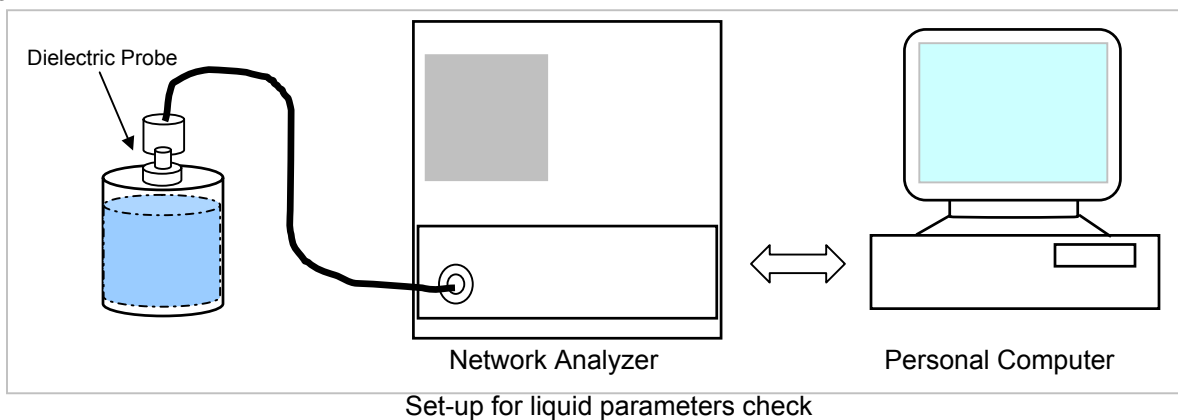 Dielectric Probe
Network Analyzer
Personal Computer
Set-up for liquid parameters check